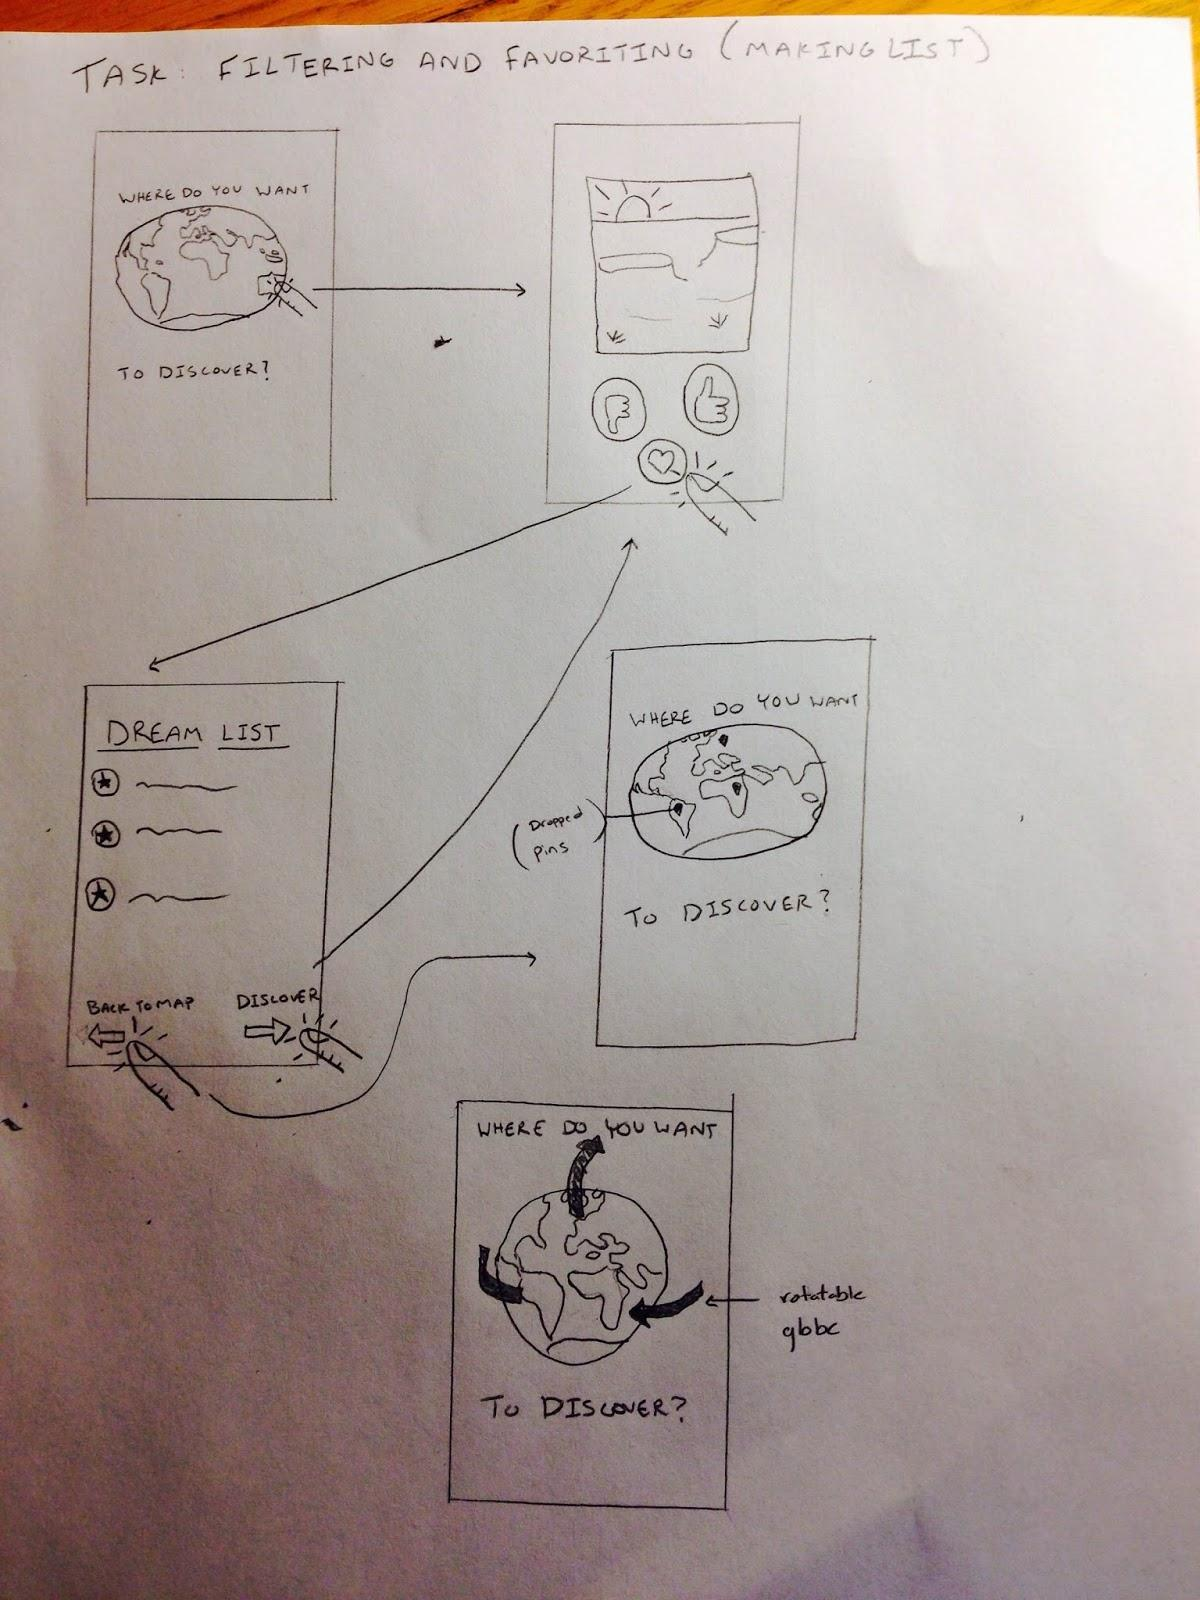 TASK: FILTERING AND FAVORITING (MAKING LIST)
WHERE DO YOU WANT
TO DISCOVER?
DREAM LIST
BACK TO MAP
DISCOVER
WHERE DO YOU WANT
(Dropped
pins)
TO DISCOVER?
WHERE DO YOU WANT
rotatable
globe
TO DISCOVER?